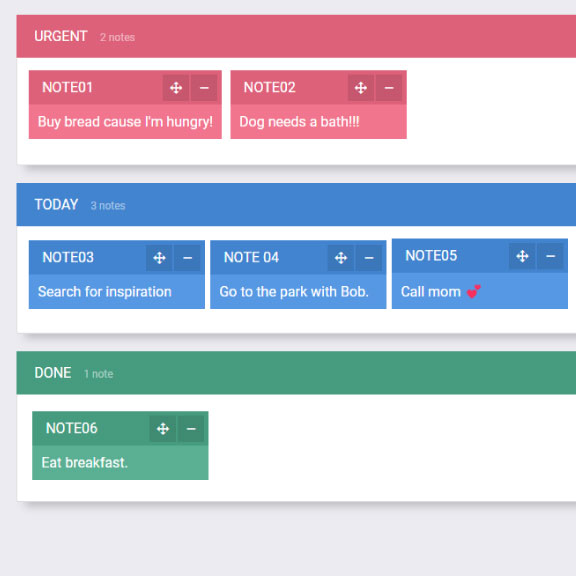 URGENT 2 notes
NOTE01 NOTE02
Buy bread cause I'm hungry! Dog needs a bath!!!
TODAY 3 notes
NOTE03 NOTE 04 NOTE05
Search for inspiration Go to the park with Bob. Call mom 💕
DONE 1 note
NOTE06
Eat breakfast.